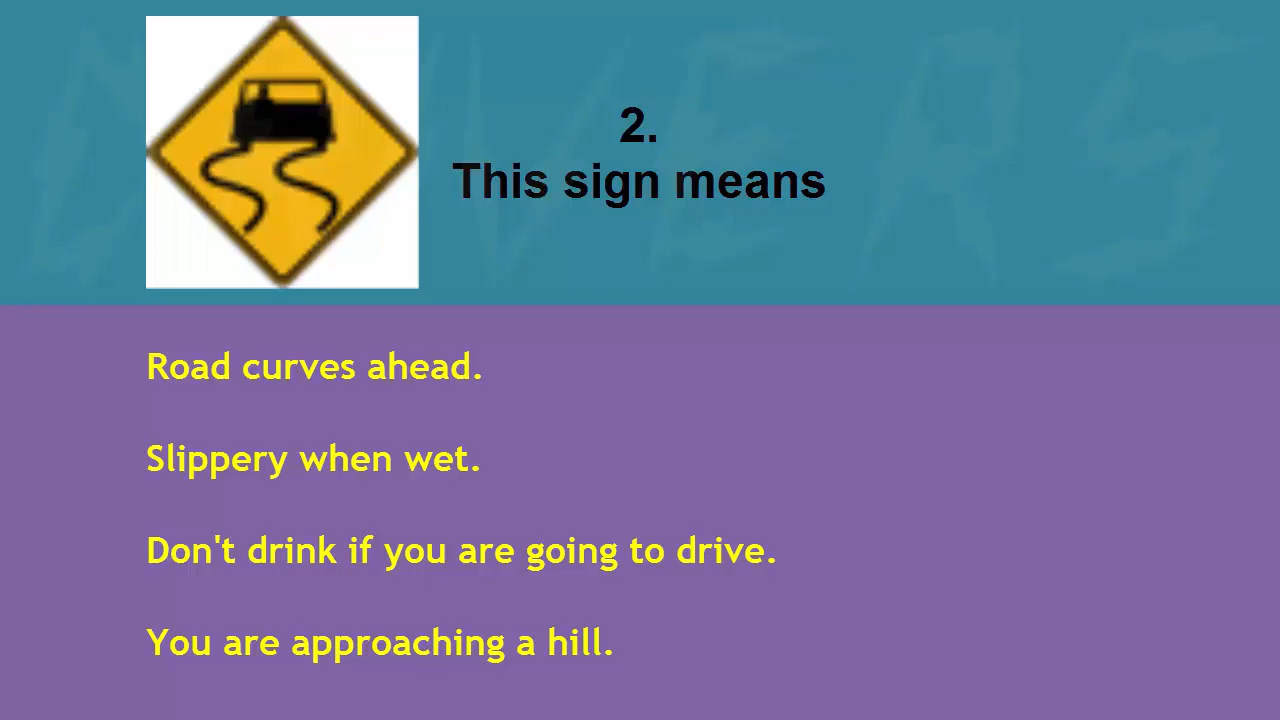 DRIVERS
2.
This sign means
Road curves ahead.
Slippery when wet.
Don't drink if you are going to drive.
You are approaching a hill.